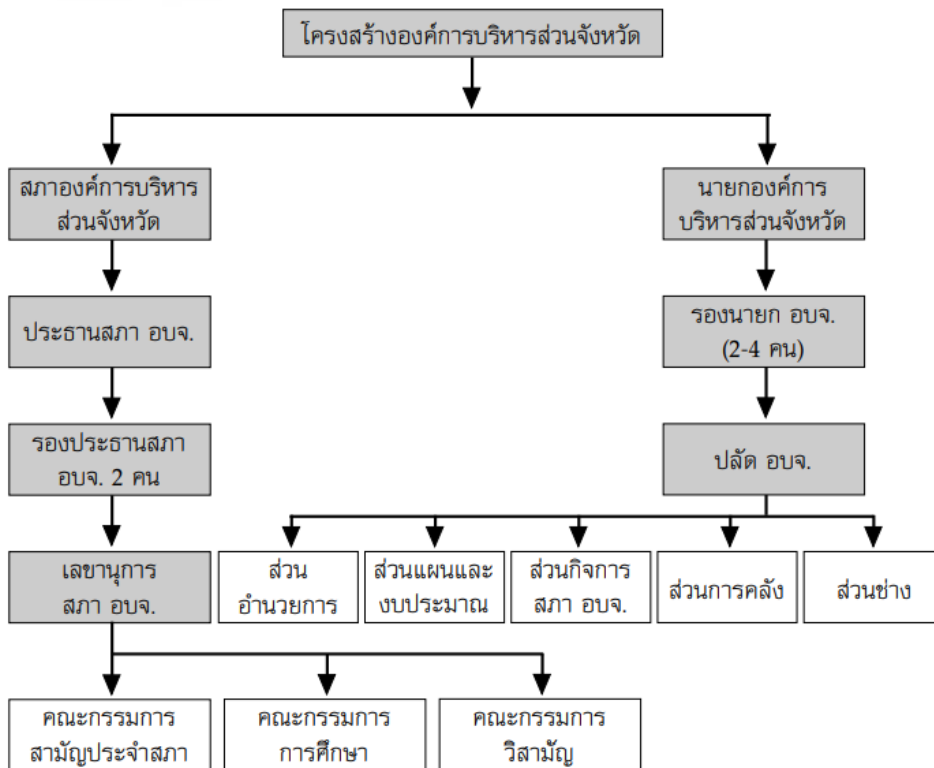 โครงสร้างองค์การบริหารส่วนจังหวัด
สภาองค์การบริหาร
ส่วนจังหวัด
นายกองค์การ
บริหารส่วนจังหวัด
ประธานสภา อบจ.
รองนายก อบจ.
(2-4 คน)
รองประธานสภา
อบจ. 2 คน
ปลัด อบจ.
เลขานุการ
สภา อบจ.
ส่วน
อำนวยการ
ส่วนแผนและ
งบประมาณ
ส่วนกิจการ
สภา อบจ.
ส่วนการคลัง
ส่วนช่าง
คณะกรรมการ
สามัญประจำสภา
คณะกรรมการ
การศึกษา
คณะกรรมการ
วิสามัญ